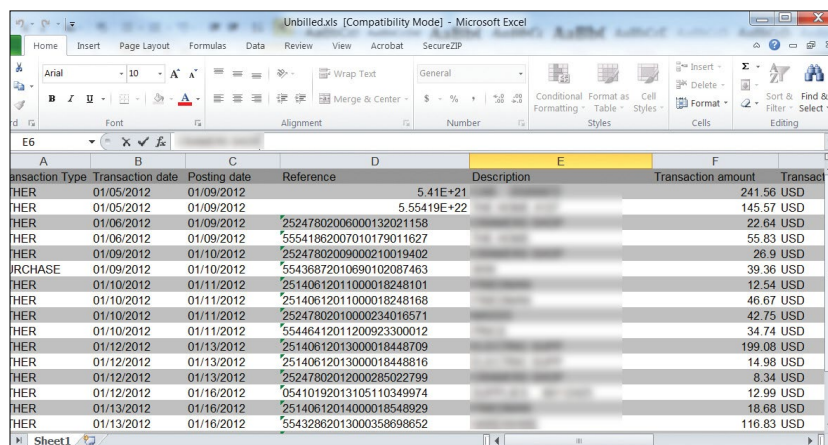 Unbilled.xls [Compatibility Mode] - Microsoft Excel
Home Insert Page Layout Formulas Data Review View Acrobat SecureZIP
Arial 10 A A Wrap Text General Insert Σ
Delete
B I U A Merge & Center $ % , Conditional Format as Cell Format Sort & Find &
Formatting Table Styles Filter Select
rd Font Alignment Number Styles Cells Editing
E6 fx
A B C D E F
ansaction Type Transaction date Posting date Reference Description Transaction amount Transact
THER 01/05/2012 01/09/2012 5.41E+21 241.56 USD
THER 01/05/2012 01/09/2012 5.55419E+22 145.57 USD
THER 01/06/2012 01/09/2012 25247802006000132021158 22.64 USD
THER 01/06/2012 01/09/2012 55541862007010179011627 55.83 USD
THER 01/09/2012 01/10/2012 25247802009000210019402 26.9 USD
URCHASE 01/09/2012 01/10/2012 55436872010690102087463 39.36 USD
THER 01/10/2012 01/11/2012 25140612011000018248101 12.54 USD
THER 01/10/2012 01/11/2012 25140612011000018248168 46.67 USD
THER 01/10/2012 01/11/2012 25247802010000234016571 42.75 USD
THER 01/10/2012 01/11/2012 55446412011200923300012 34.74 USD
THER 01/12/2012 01/13/2012 25140612013000018448709 199.08 USD
THER 01/12/2012 01/13/2012 25140612013000018448816 14.98 USD
THER 01/12/2012 01/13/2012 25247802012000285022799 8.34 USD
THER 01/12/2012 01/16/2012 05410192013105110349974 12.99 USD
THER 01/13/2012 01/16/2012 25140612014000018548929 18.68 USD
THER 01/13/2012 01/16/2012 55432862013000358698652 116.83 USD
Sheet1